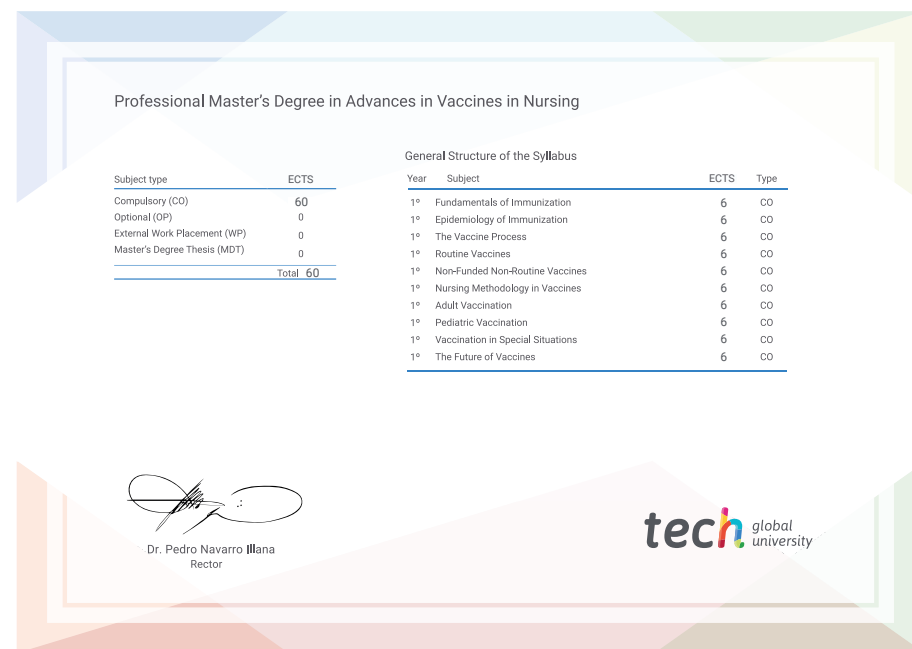 Professional Master's Degree in Advances in Vaccines in Nursing
Subject type ECTS
Compulsory (CO) 60
Optional (OP) 0
External Work Placement (WP) 0
Master's Degree Thesis (MDT) 0
Total 60
General Structure of the Syllabus
Year Subject ECTS Type
1º Fundamentals of Immunization 6 CO
1º Epidemiology of Immunization 6 CO
1º The Vaccine Process 6 CO
1º Routine Vaccines 6 CO
1º Non-Funded Non-Routine Vaccines 6 CO
1º Nursing Methodology in Vaccines 6 CO
1º Adult Vaccination 6 CO
1º Pediatric Vaccination 6 CO
1º Vaccination in Special Situations 6 CO
1º The Future of Vaccines 6 CO
Dr. Pedro Navarro Illana
Rector
tech global
university